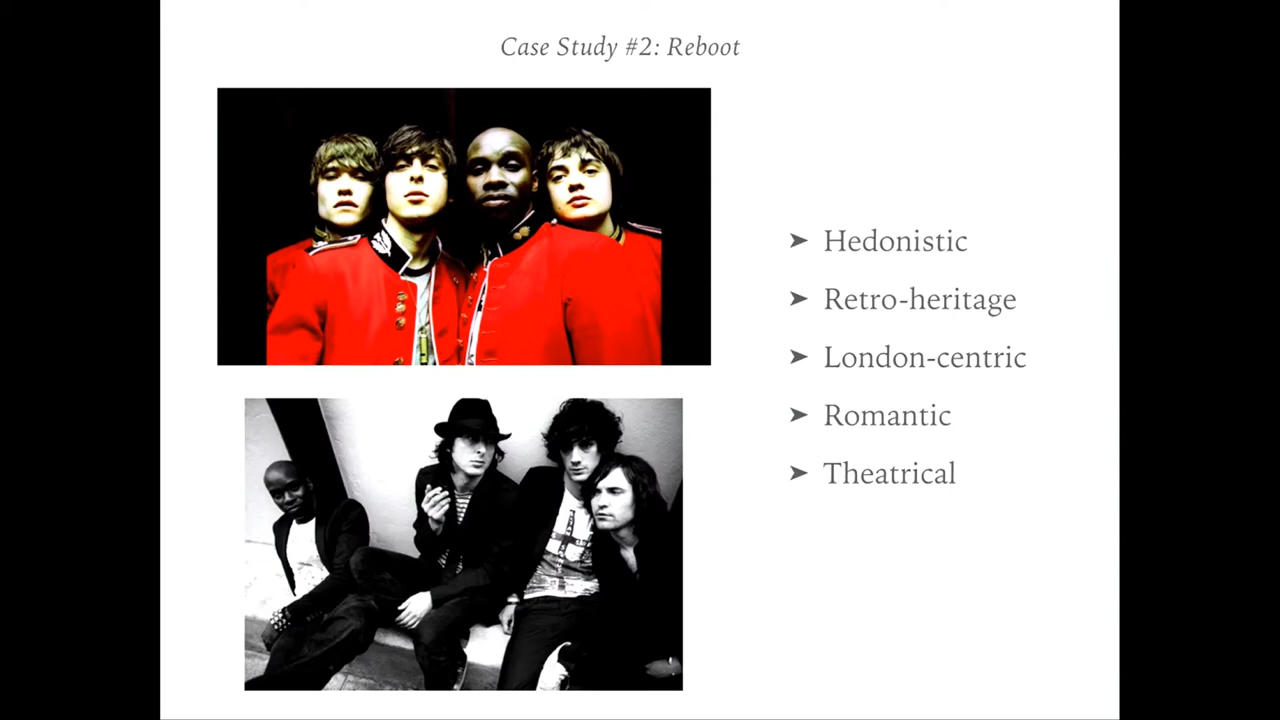 Case Study #2: Reboot
➤ Hedonistic
➤ Retro-heritage
➤ London-centric
➤ Romantic
➤ Theatrical